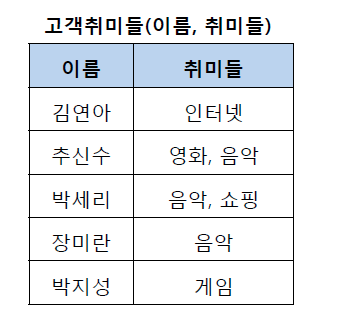 고객취미들(이름, 취미들)
이름 취미들
김연아 인터넷
추신수 영화, 음악
박세리 음악, 쇼핑
장미란 음악
박지성 게임